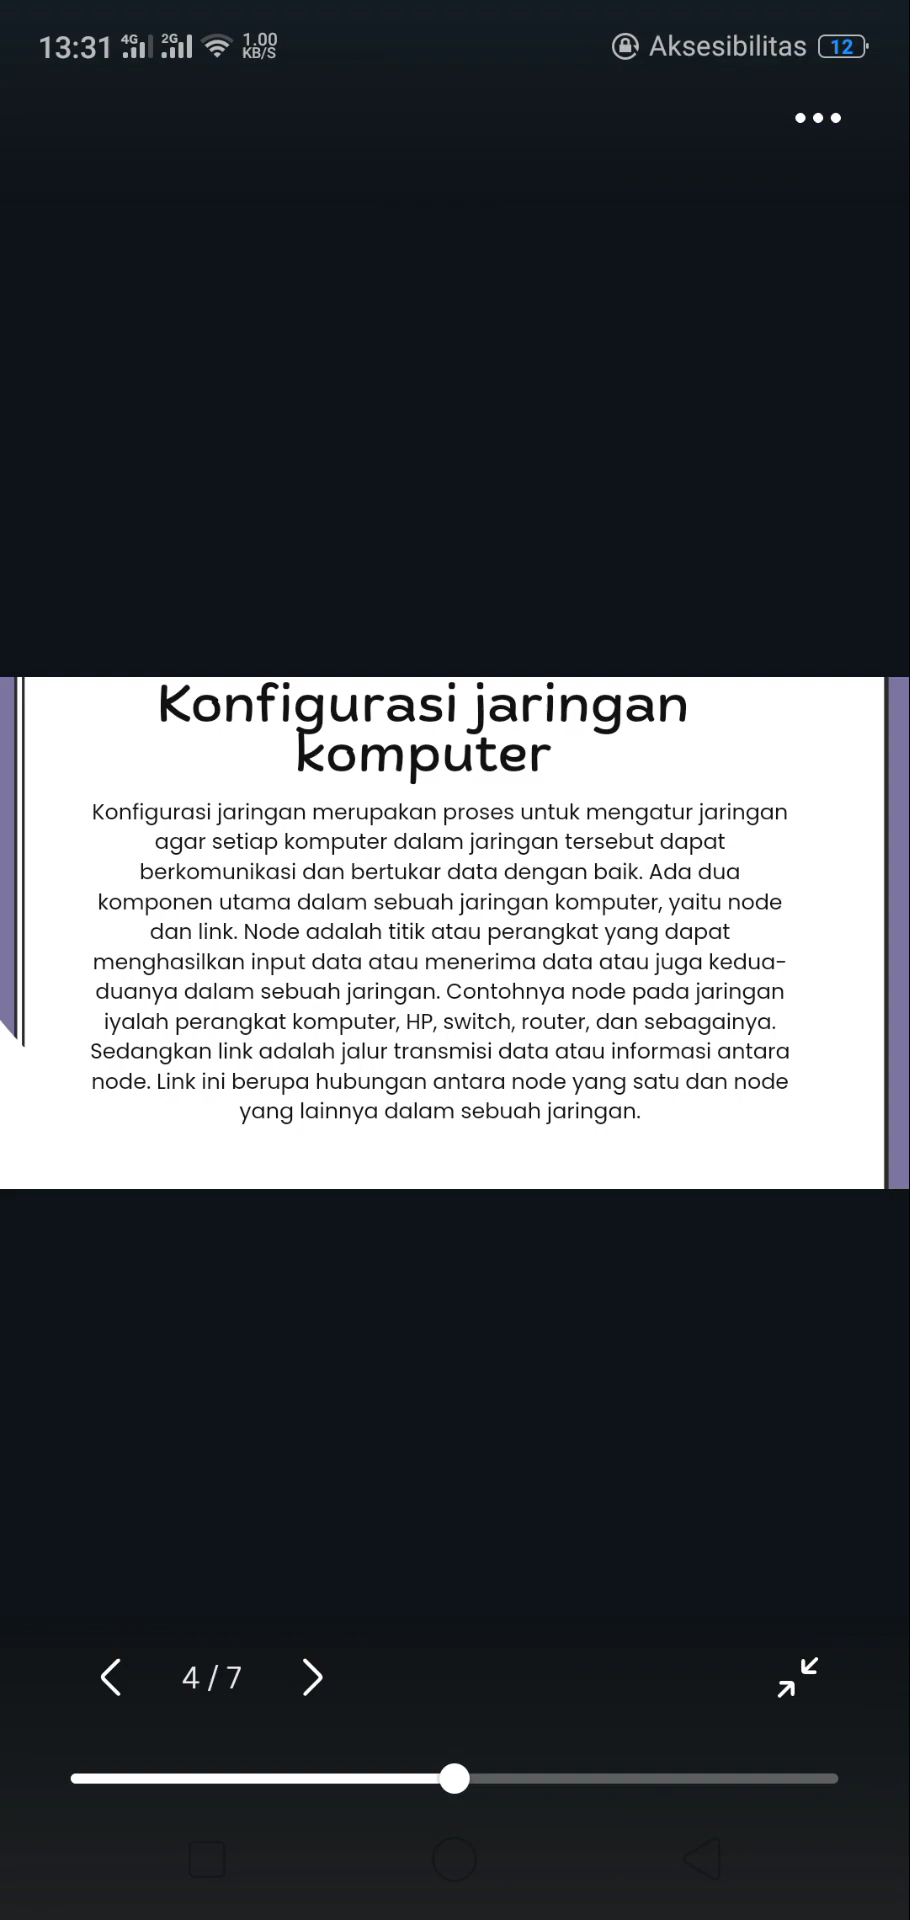 13:31 4G 2G 1.00 KB/S Aksesibilitas 12
Konfigurasi jaringan
komputer
Konfigurasi jaringan merupakan proses untuk mengatur jaringan
agar setiap komputer dalam jaringan tersebut dapat
berkomunikasi dan bertukar data dengan baik. Ada dua
komponen utama dalam sebuah jaringan komputer, yaitu node
dan link. Node adalah titik atau perangkat yang dapat
menghasilkan input data atau menerima data atau juga kedua-
duanya dalam sebuah jaringan. Contohnya node pada jaringan
iyalah perangkat komputer, HP, switch, router, dan sebagainya.
Sedangkan link adalah jalur transmisi data atau informasi antara
node. Link ini berupa hubungan antara node yang satu dan node
yang lainnya dalam sebuah jaringan.
4 / 7